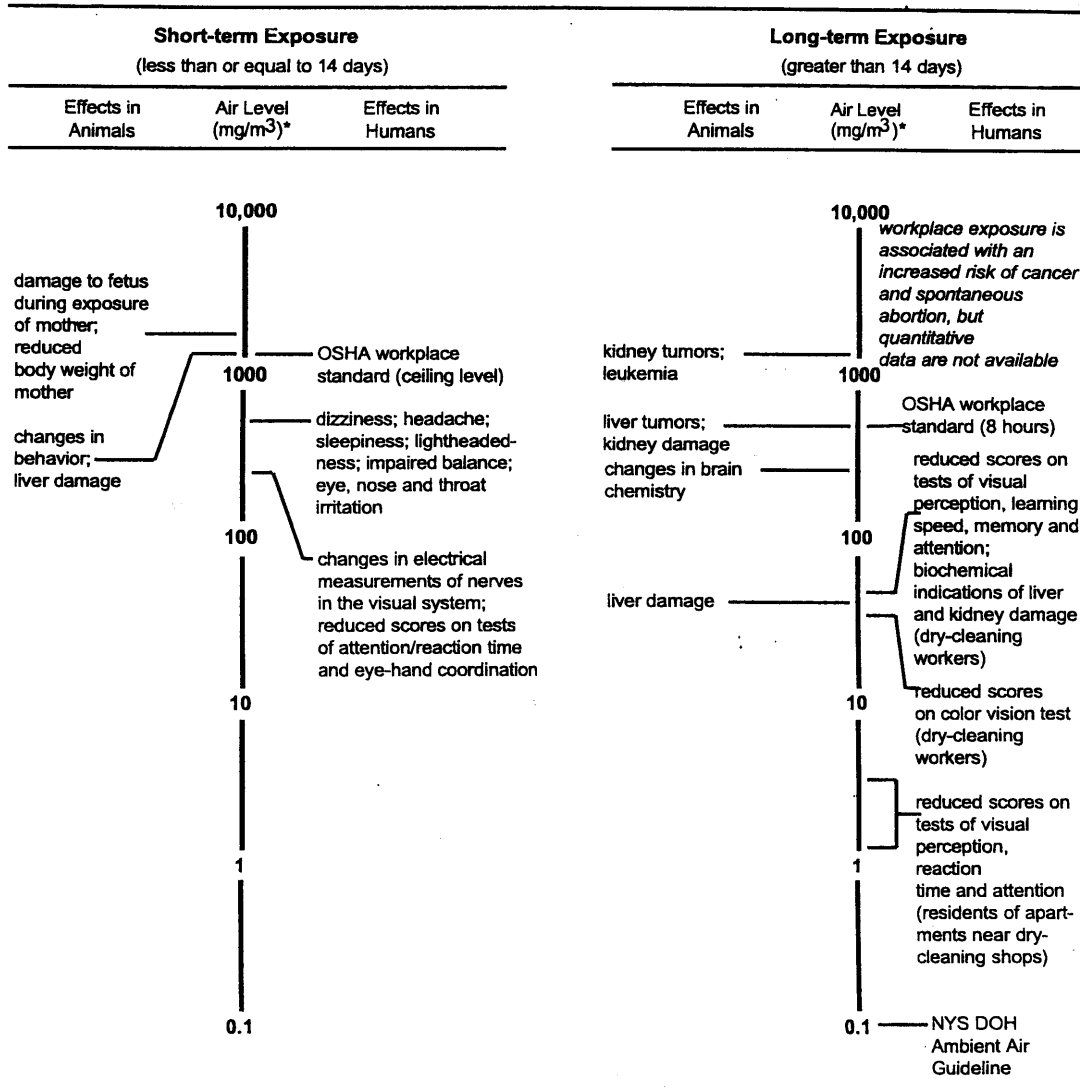 Short-term Exposure
(less than or equal to 14 days)
Effects in
Animals
Air Level
(mg/m3)*
Effects in
Humans
10,000
damage to fetus
during exposure
of mother;
reduced
body weight of
mother
OSHA workplace
standard (ceiling level)
1000
dizziness; headache;
sleepiness; lightheaded-
ness; impaired balance;
eye, nose and throat
irritation
changes in
behavior;
liver damage
100
changes in electrical
measurements of nerves
in the visual system;
reduced scores on tests
of attention/reaction time
and eye-hand coordination
10
1
0.1
Long-term Exposure
(greater than 14 days)
Effects in
Animals
Air Level
(mg/m3)*
Effects in
Humans
10,000
workplace exposure is
associated with an
increased risk of cancer
and spontaneous
abortion, but
quantitative
data are not available
kidney tumors;
leukemia
1000
OSHA workplace
standard (8 hours)
liver tumors;
kidney damage
changes in brain
chemistry
reduced scores on
tests of visual
perception, learning
speed, memory and
attention;
biochemical
indications of liver
and kidney damage
(dry-cleaning
workers)
100
liver damage
10
reduced scores
on color vision test
(dry-cleaning
workers)
reduced scores on
tests of visual
perception,
reaction
time and attention
(residents of apart-
ments near dry-
cleaning shops)
1
0.1
NYS DOH
Ambient Air
Guideline